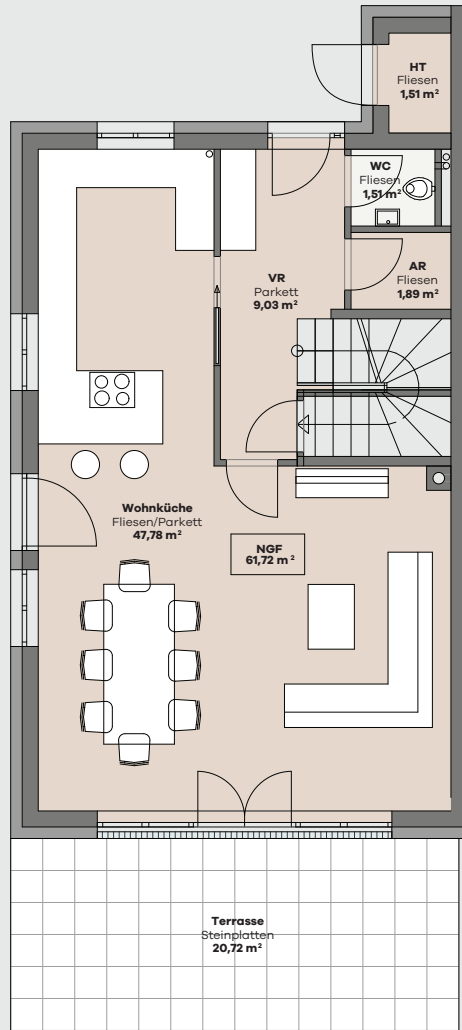 HT
Fliesen
1,51 m²
WC
Fliesen
1,51 m²
VR
Parkett
9,03 m²
AR
Fliesen
1,89 m²
Wohnküche
Fliesen/Parkett
47,78 m²
NGF
61,72 m²
Terrasse
Steinplatten
20,72 m²